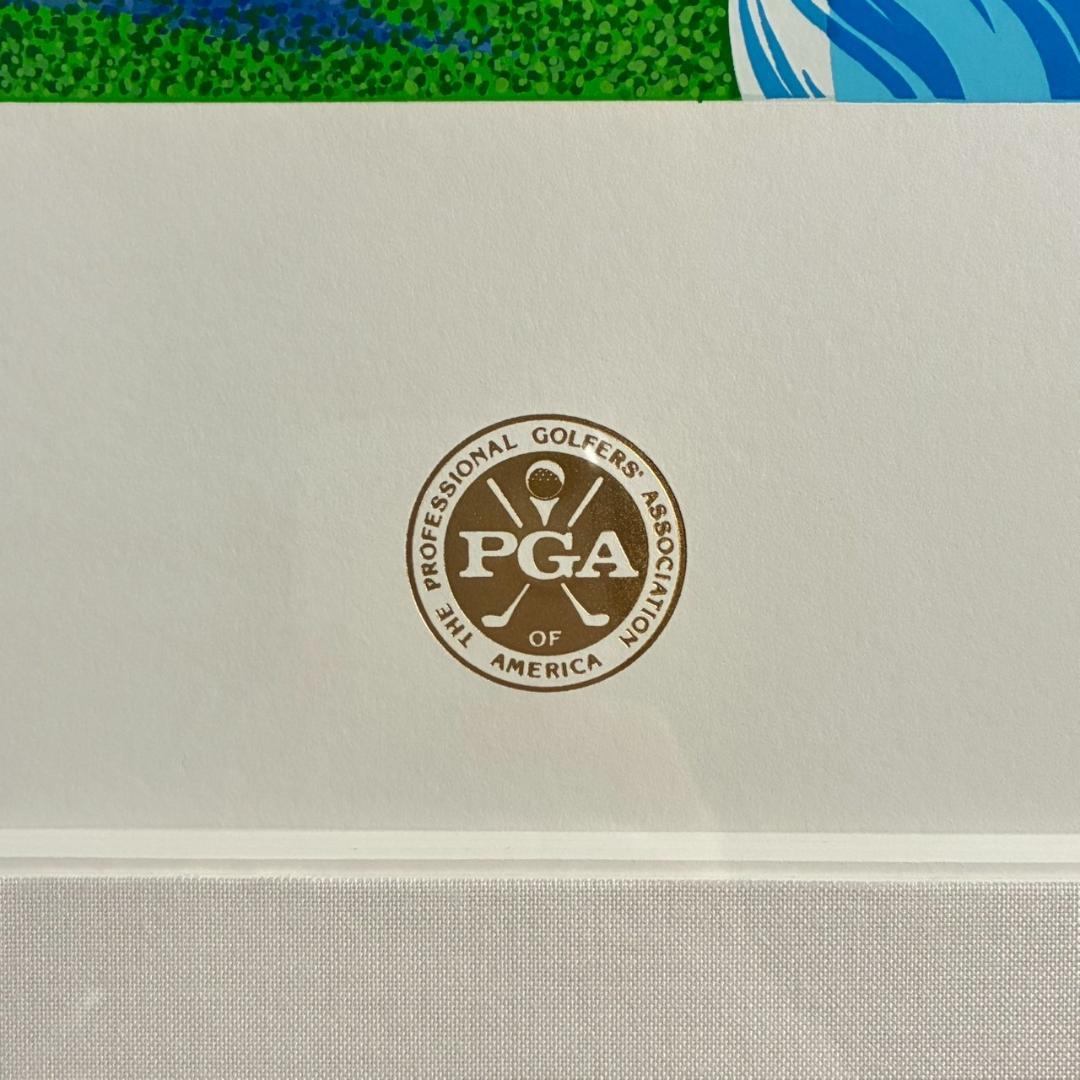 THE PROFESSIONAL GOLFERS' ASSOCIATION
PGA
OF
AMERICA